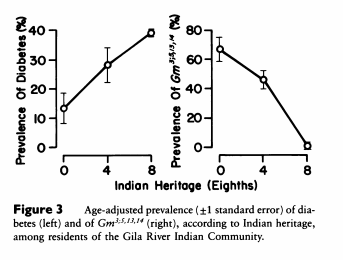 Prevalence Of Diabetes (%)
40
30
20
10
0
0 4 8
Prevalence of Gm3;5,13,14 (%)
80
60
40
20
0
0 4 8
Indian Heritage (Eighths)
Figure 3 Age-adjusted prevalence (±1 standard error) of dia-
betes (left) and of Gm3;5,13,14 (right), according to Indian heritage,
among residents of the Gila River Indian Community.